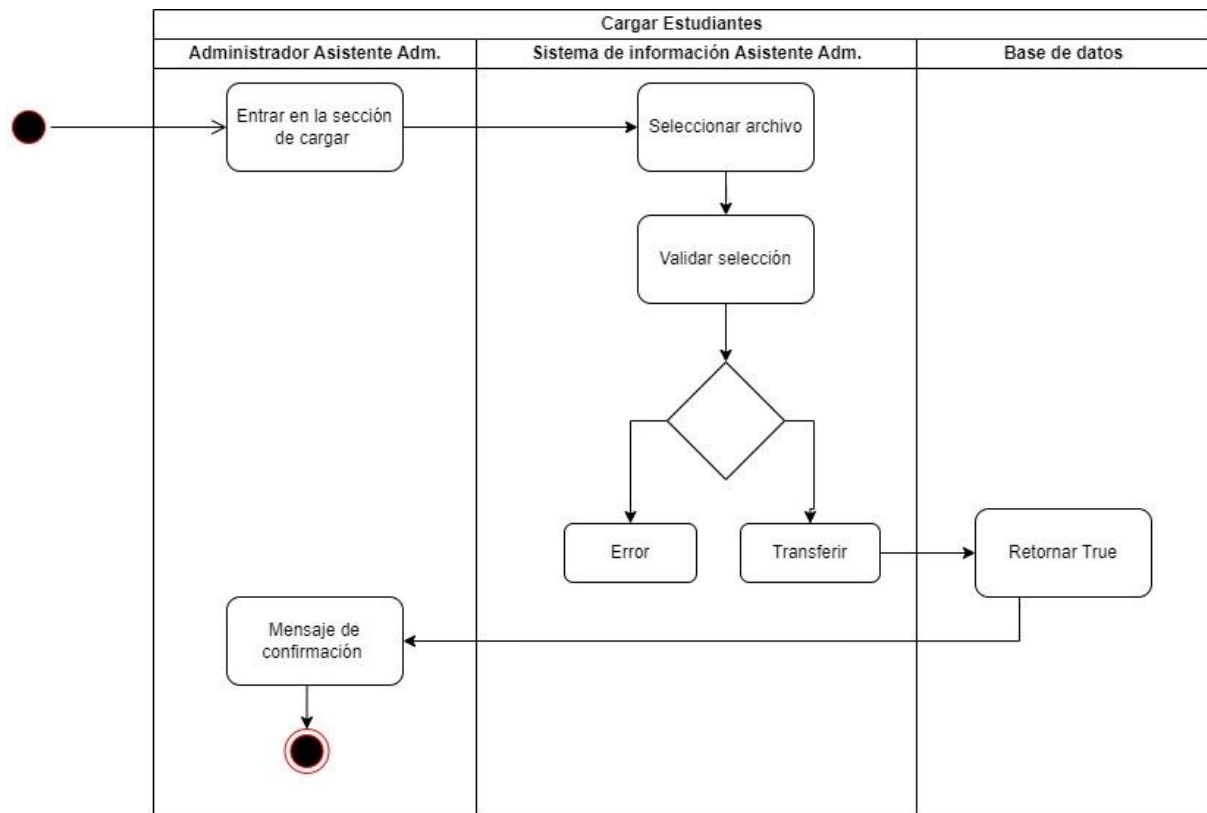 Cargar Estudiantes
Administrador Asistente Adm.
Sistema de información Asistente Adm.
Base de datos
Entrar en la sección
de cargar
Seleccionar archivo
Validar selección
Error
Transferir
Retornar True
Mensaje de
confirmación